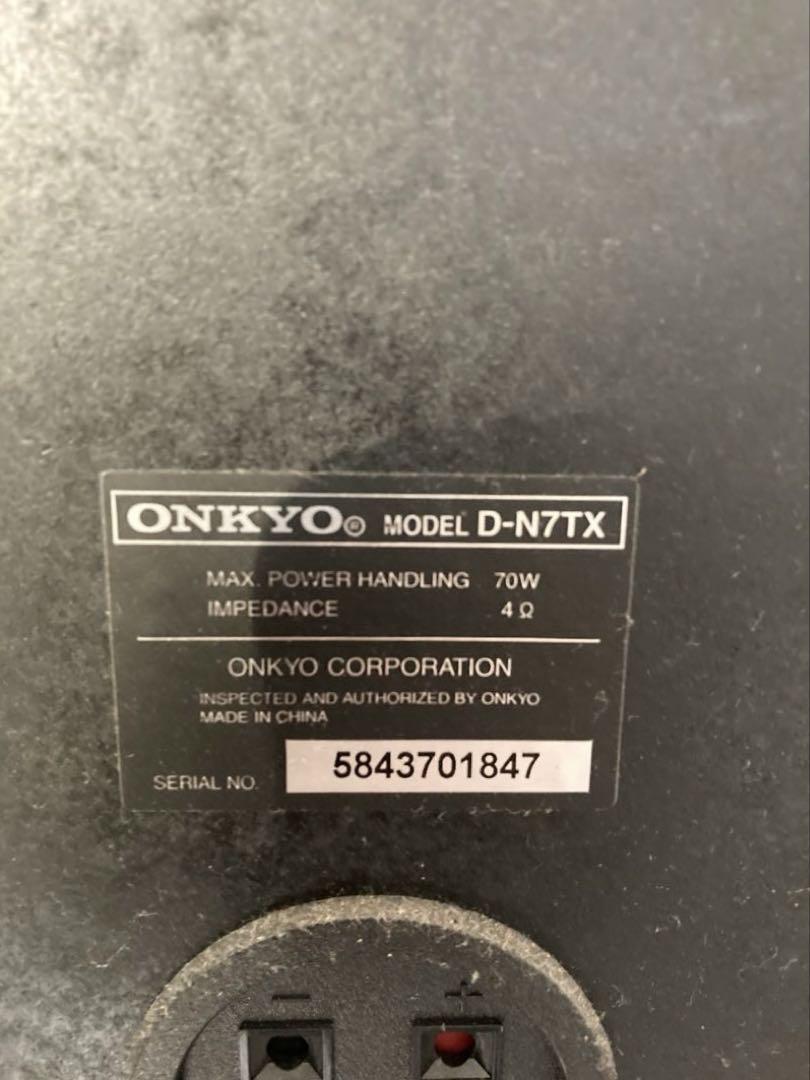 ONKYO® MODEL D-N7TX
MAX. POWER HANDLING 70W
IMPEDANCE 4 Ω
ONKYO CORPORATION
INSPECTED AND AUTHORIZED BY ONKYO
MADE IN CHINA
SERIAL NO. 5843701847
− +